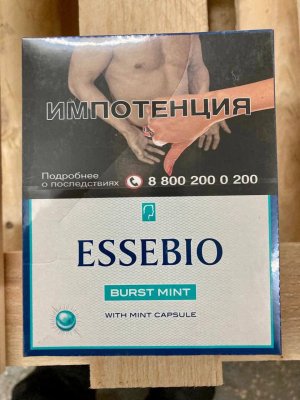 ИМПОТЕНЦИЯ
Подробнее
о последствиях
8 800 200 0 200
ESSEBIO
BURST MINT
WITH MINT CAPSULE